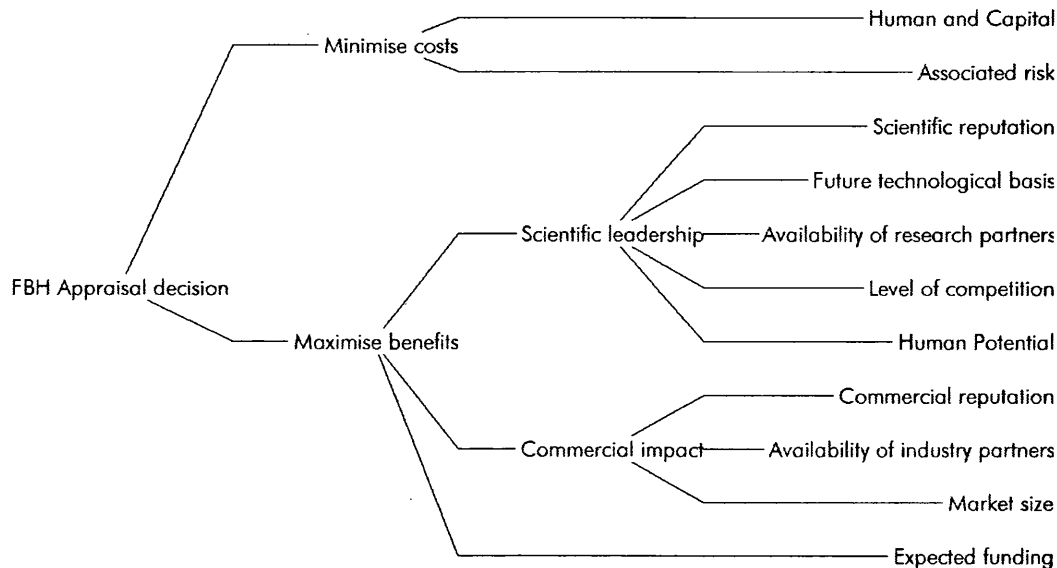 Human and Capital
Minimise costs
Associated risk
Scientific reputation
Future technological basis
Scientific leadership
Availability of research partners
FBH Appraisal decision
Level of competition
Maximise benefits
Human Potential
Commercial reputation
Commercial impact
Availability of industry partners
Market size
Expected funding